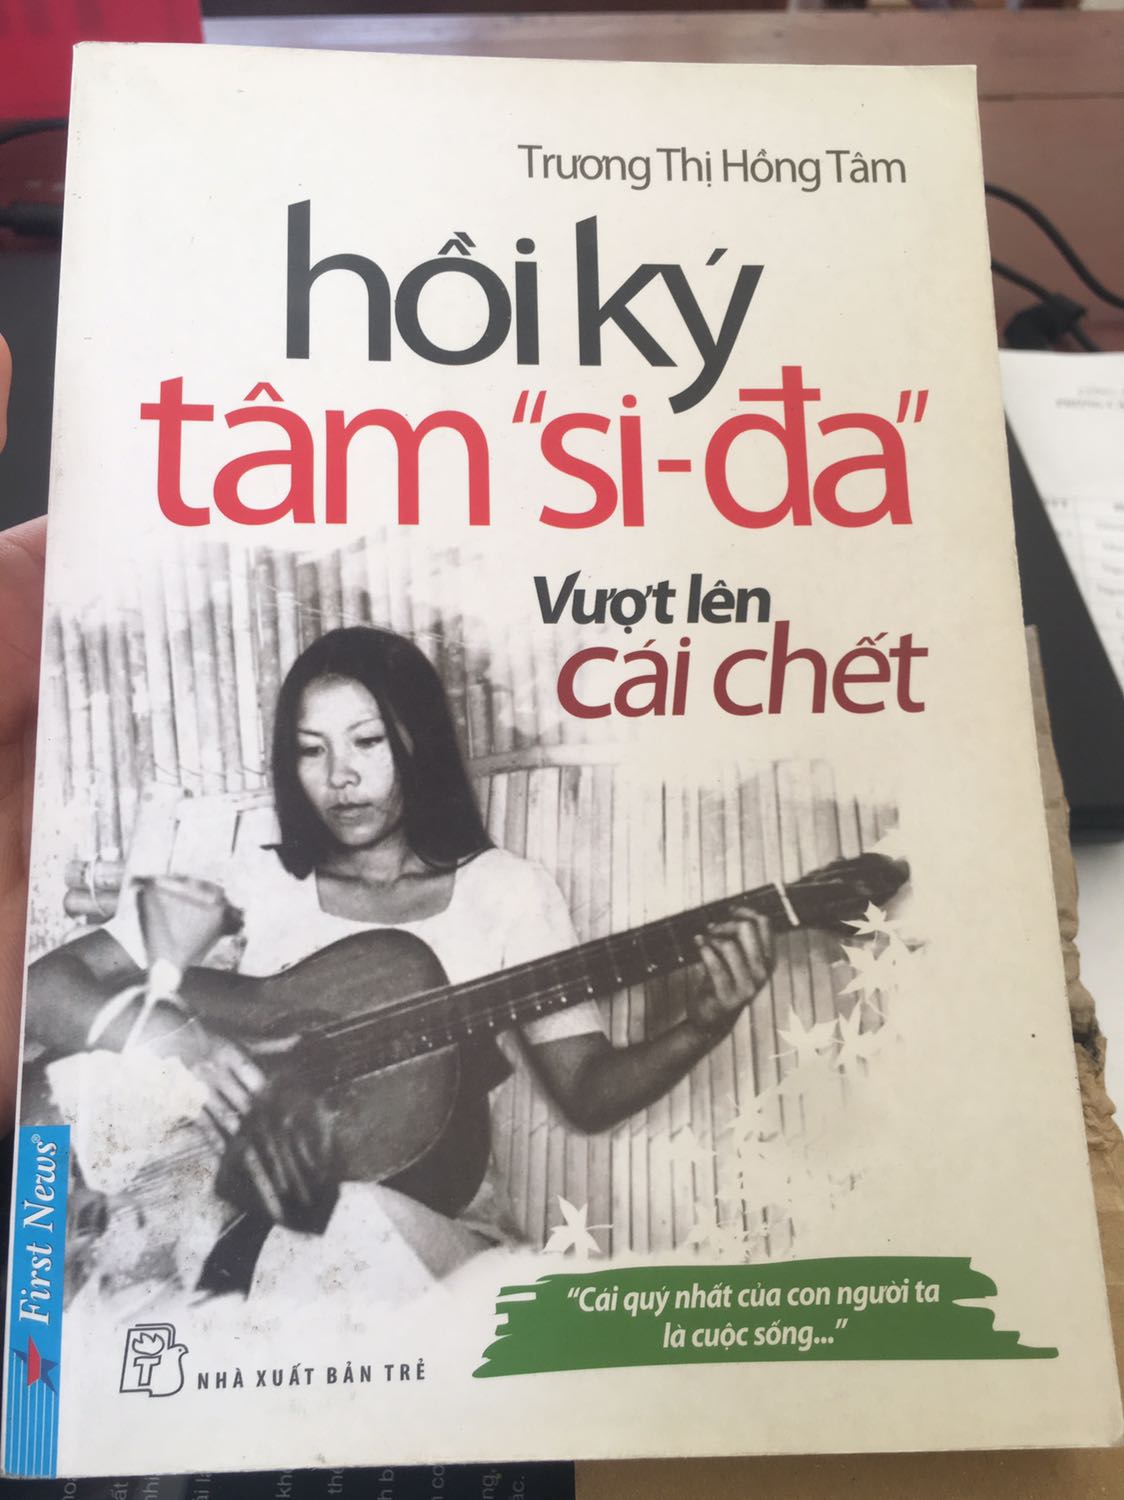 Trương Thị Hồng Tâm
hồi ký
tâm "si-đa"
Vượt lên
cái chết
"Cái quý nhất của con người ta
là cuộc sống..."
First News®
T
NHÀ XUẤT BẢN TRẺ